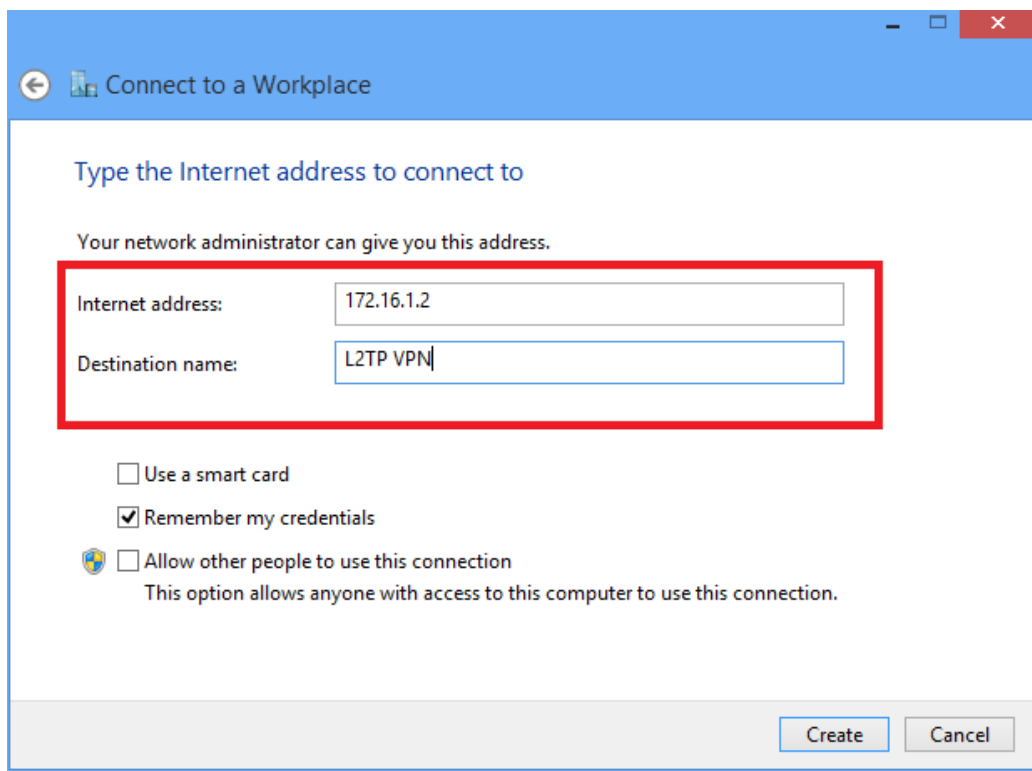 Connect to a Workplace
Type the Internet address to connect to
Your network administrator can give you this address.
Internet address: 172.16.1.2
Destination name: L2TP VPN
Use a smart card
Remember my credentials
Allow other people to use this connection
This option allows anyone with access to this computer to use this connection.
Create Cancel